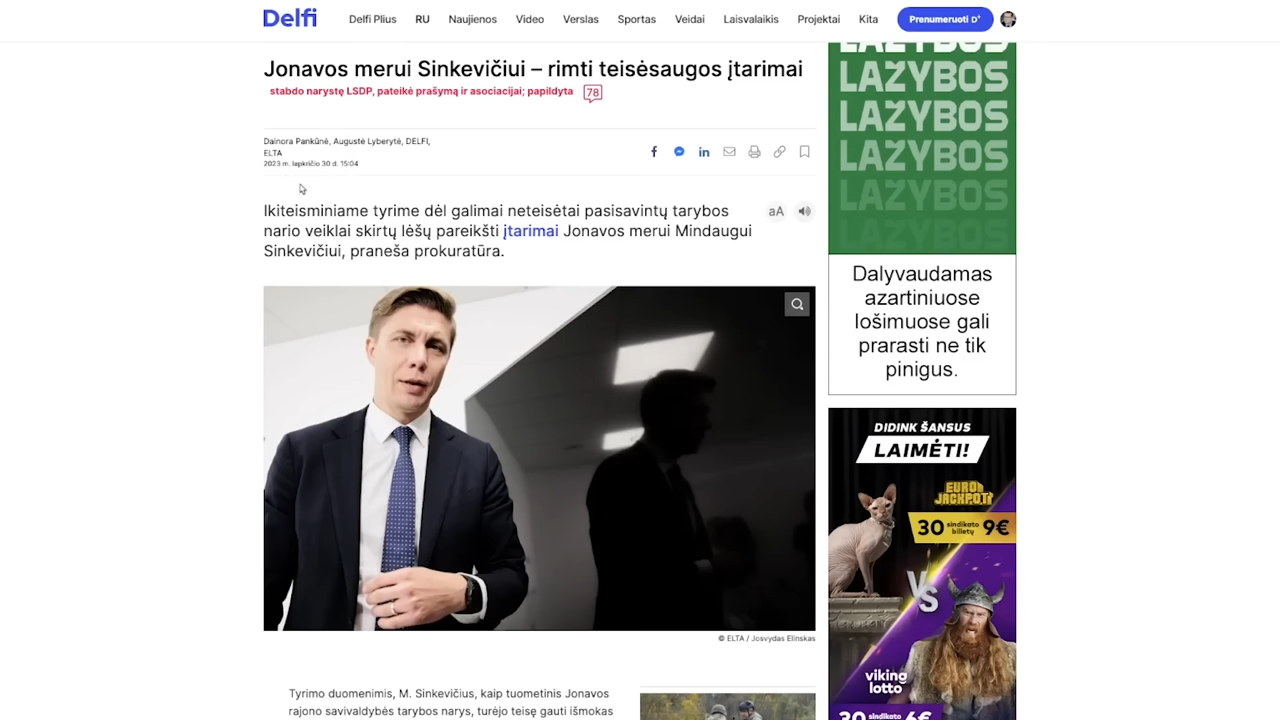 Delfi
Delfi Plius RU Naujienos Video Verslas Sportas Veidai Laisvalaikis Projektai Kita Prenumeruoti D+
Jonavos merui Sinkevičiui – rimti teisėsaugos įtarimai
stabdo narystę LSDP, pateikė prašymą ir asociacijai; papildyta 78
Dainora Pankūnė, Augustė Lyberytė, DELFI,
ELTA
2023 m. lapkričio 30 d. 15:04
Ikiteisminiame tyrime dėl galimai neteisėtai pasisavintų tarybos
nario veiklai skirtų lėšų pareikšti įtarimai Jonavos merui Mindaugui
Sinkevičiui, praneša prokuratūra.
aA
© ELTA / Josvydas Elinskas
Tyrimo duomenimis, M. Sinkevičius, kaip tuometinis Jonavos
rajono savivaldybės tarybos narys, turėjo teisę gauti išmokas
LAZYBOS
LAZYBOS
LAZYBOS
LAZYBOS
LAZYBOS
LAZYBOS
Dalyvaudamas
azartiniuose
lošimuose gali
prarasti ne tik
pinigus.
DIDINK ŠANSUS
LAIMĖTI!
EURO
JACKPOT
30 sindikato
bilietų 9€
VS
viking
lotto
30 sindikato 6€